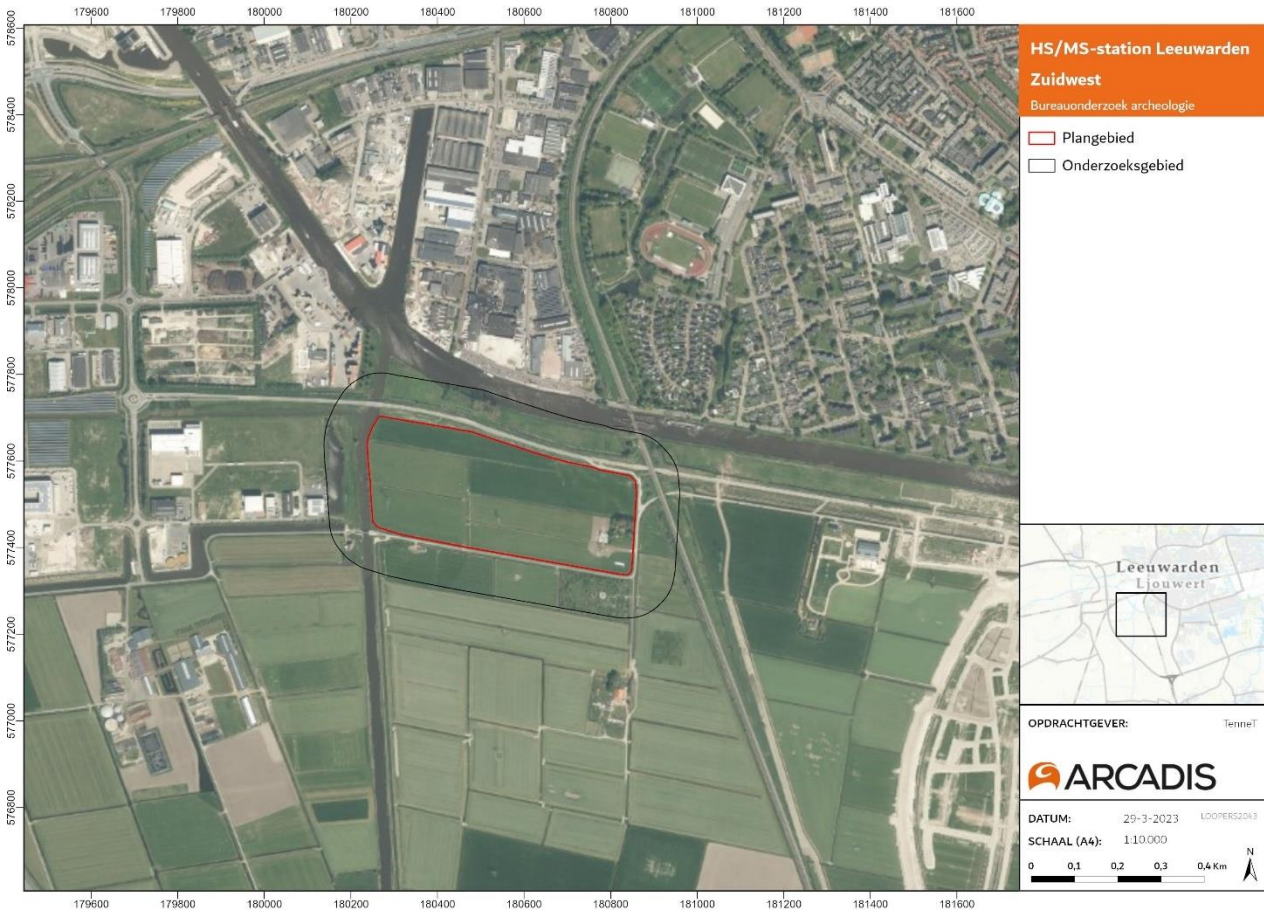 179600 179800 180000 180200 180400 180600 180800 181000 181200 181400 181600
578600
578400
578200
578000
577800
577600
577400
577200
577000
576800
179600 179800 180000 180200 180400 180600 180800 181000 181200 181400 181600
HS/MS-station Leeuwarden
Zuidwest
Bureauonderzoek archeologie
Plangebied
Onderzoeksgebied
Leeuwarden
Ljouwert
OPDRACHTGEVER: TenneT
ARCADIS
DATUM: 29-3-2023 LOOPERS2043
SCHAAL (A4): 1:10.000
N
0 0,1 0,2 0,3 0,4 Km